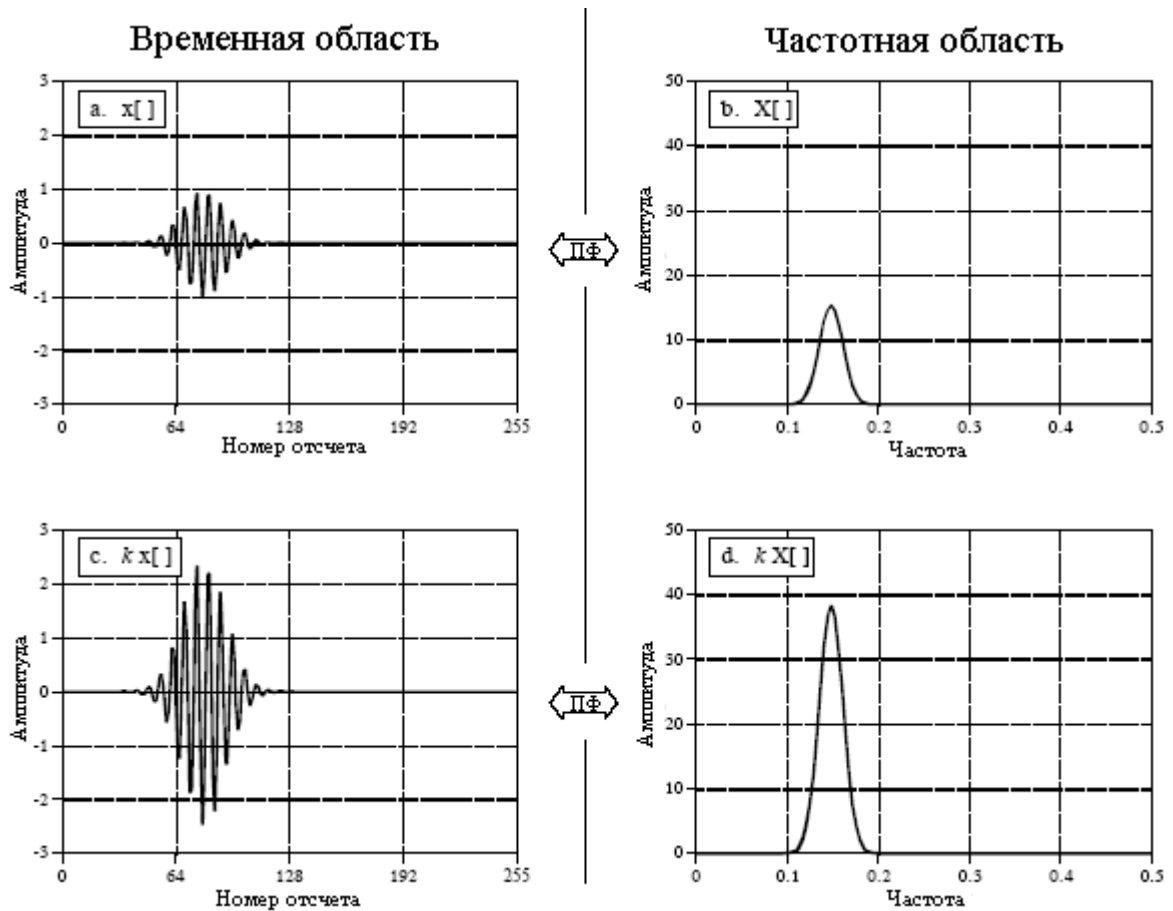 Временная область
Частотная область
a. x[ ]
3
2
1
0
-1
-2
-3
0 64 128 192 255
Номер отсчета
Амплитуда
b. X[ ]
50
40
30
20
10
0
0 0.1 0.2 0.3 0.4 0.5
Частота
Амплитуда
ПФ
c. k x[ ]
3
2
1
0
-1
-2
-3
0 64 128 192 255
Номер отсчета
Амплитуда
d. k X[ ]
50
40
30
20
10
0
0 0.1 0.2 0.3 0.4 0.5
Частота
Амплитуда
ПФ